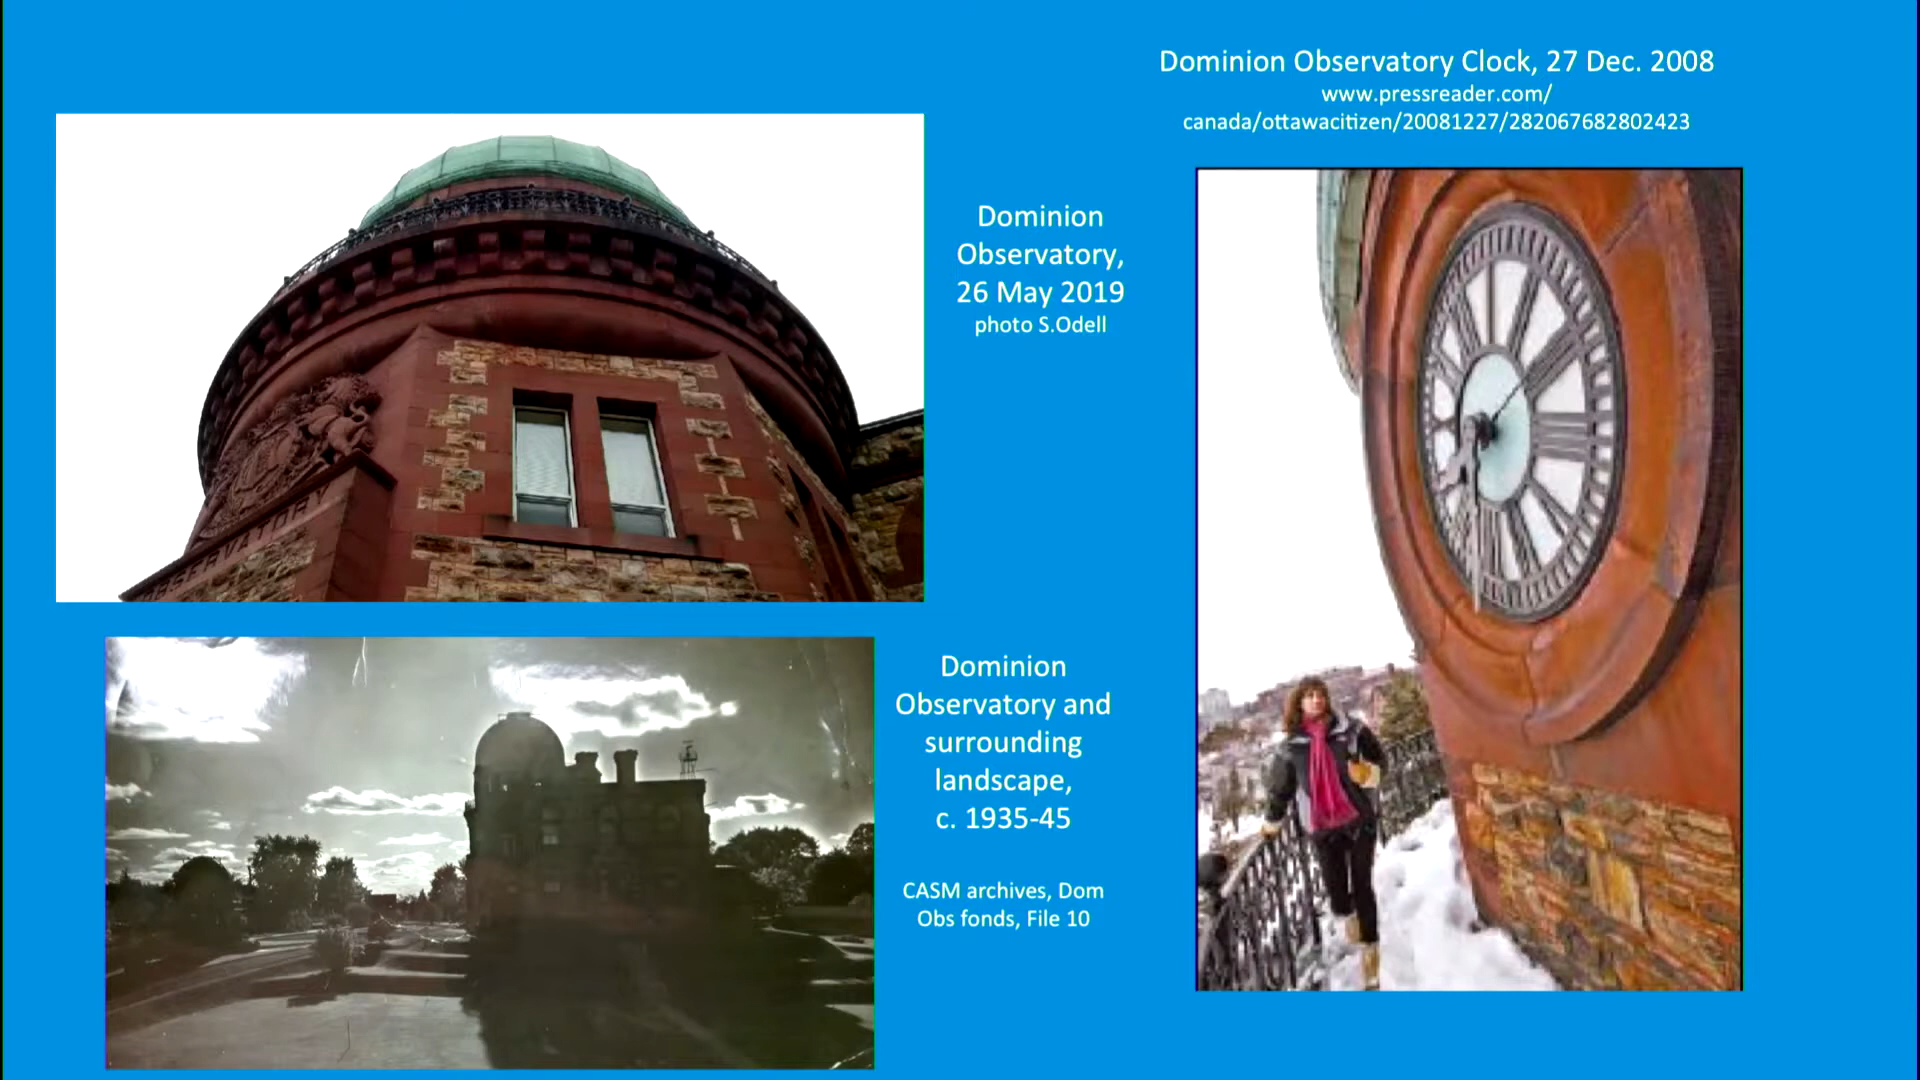 Dominion Observatory Clock, 27 Dec. 2008
www.pressreader.com/
canada/ottawacitizen/20081227/282067682802423
Dominion
Observatory,
26 May 2019
photo S.Odell
Dominion
Observatory and
surrounding
landscape,
c. 1935-45
CASM archives, Dom
Obs fonds, File 10